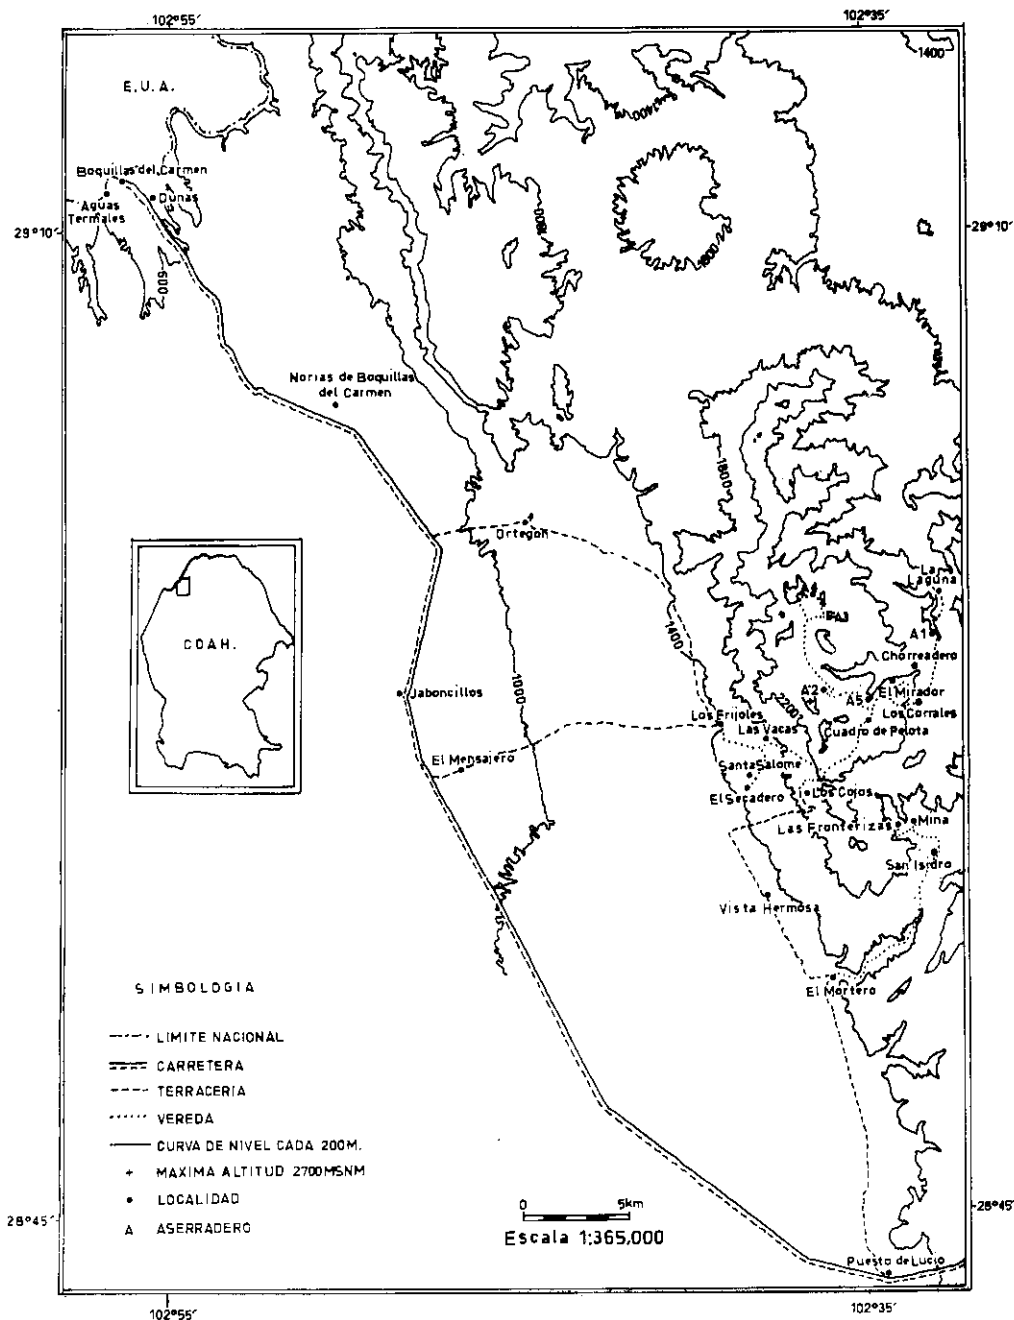 102°55′
102°35′
1400
E.U.A.
1400
Boquillas del Carmen
Aguas
Termales
Dunas
29°10′
29°10′
600
1800
1800
Norias de Boquillas
del Carmen
1800
Ortegon
La
Laguna
COAH.
1400
A3
A1
Chorreadero
1000
Jaboncillos
2200
A2
El Mirador
A5
Los Corrales
Los Frijoles
Las Vacas
Cuadro de Pelota
El Mensajero
Santa Salome
El Secadero
Los Cojos
Las Fronterizas
Mina
San Isidro
Vista Hermosa
El Mortero
SIMBOLOGIA
LIMITE NACIONAL
CARRETERA
TERRACERIA
VEREDA
CURVA DE NIVEL CADA 200M.
+ MAXIMA ALTITUD 2700MSNM
LOCALIDAD
A ASERRADERO
0 5km
Escala 1:365,000
28°45′
28°45′
Puesto de Lucio
102°55′
102°35′